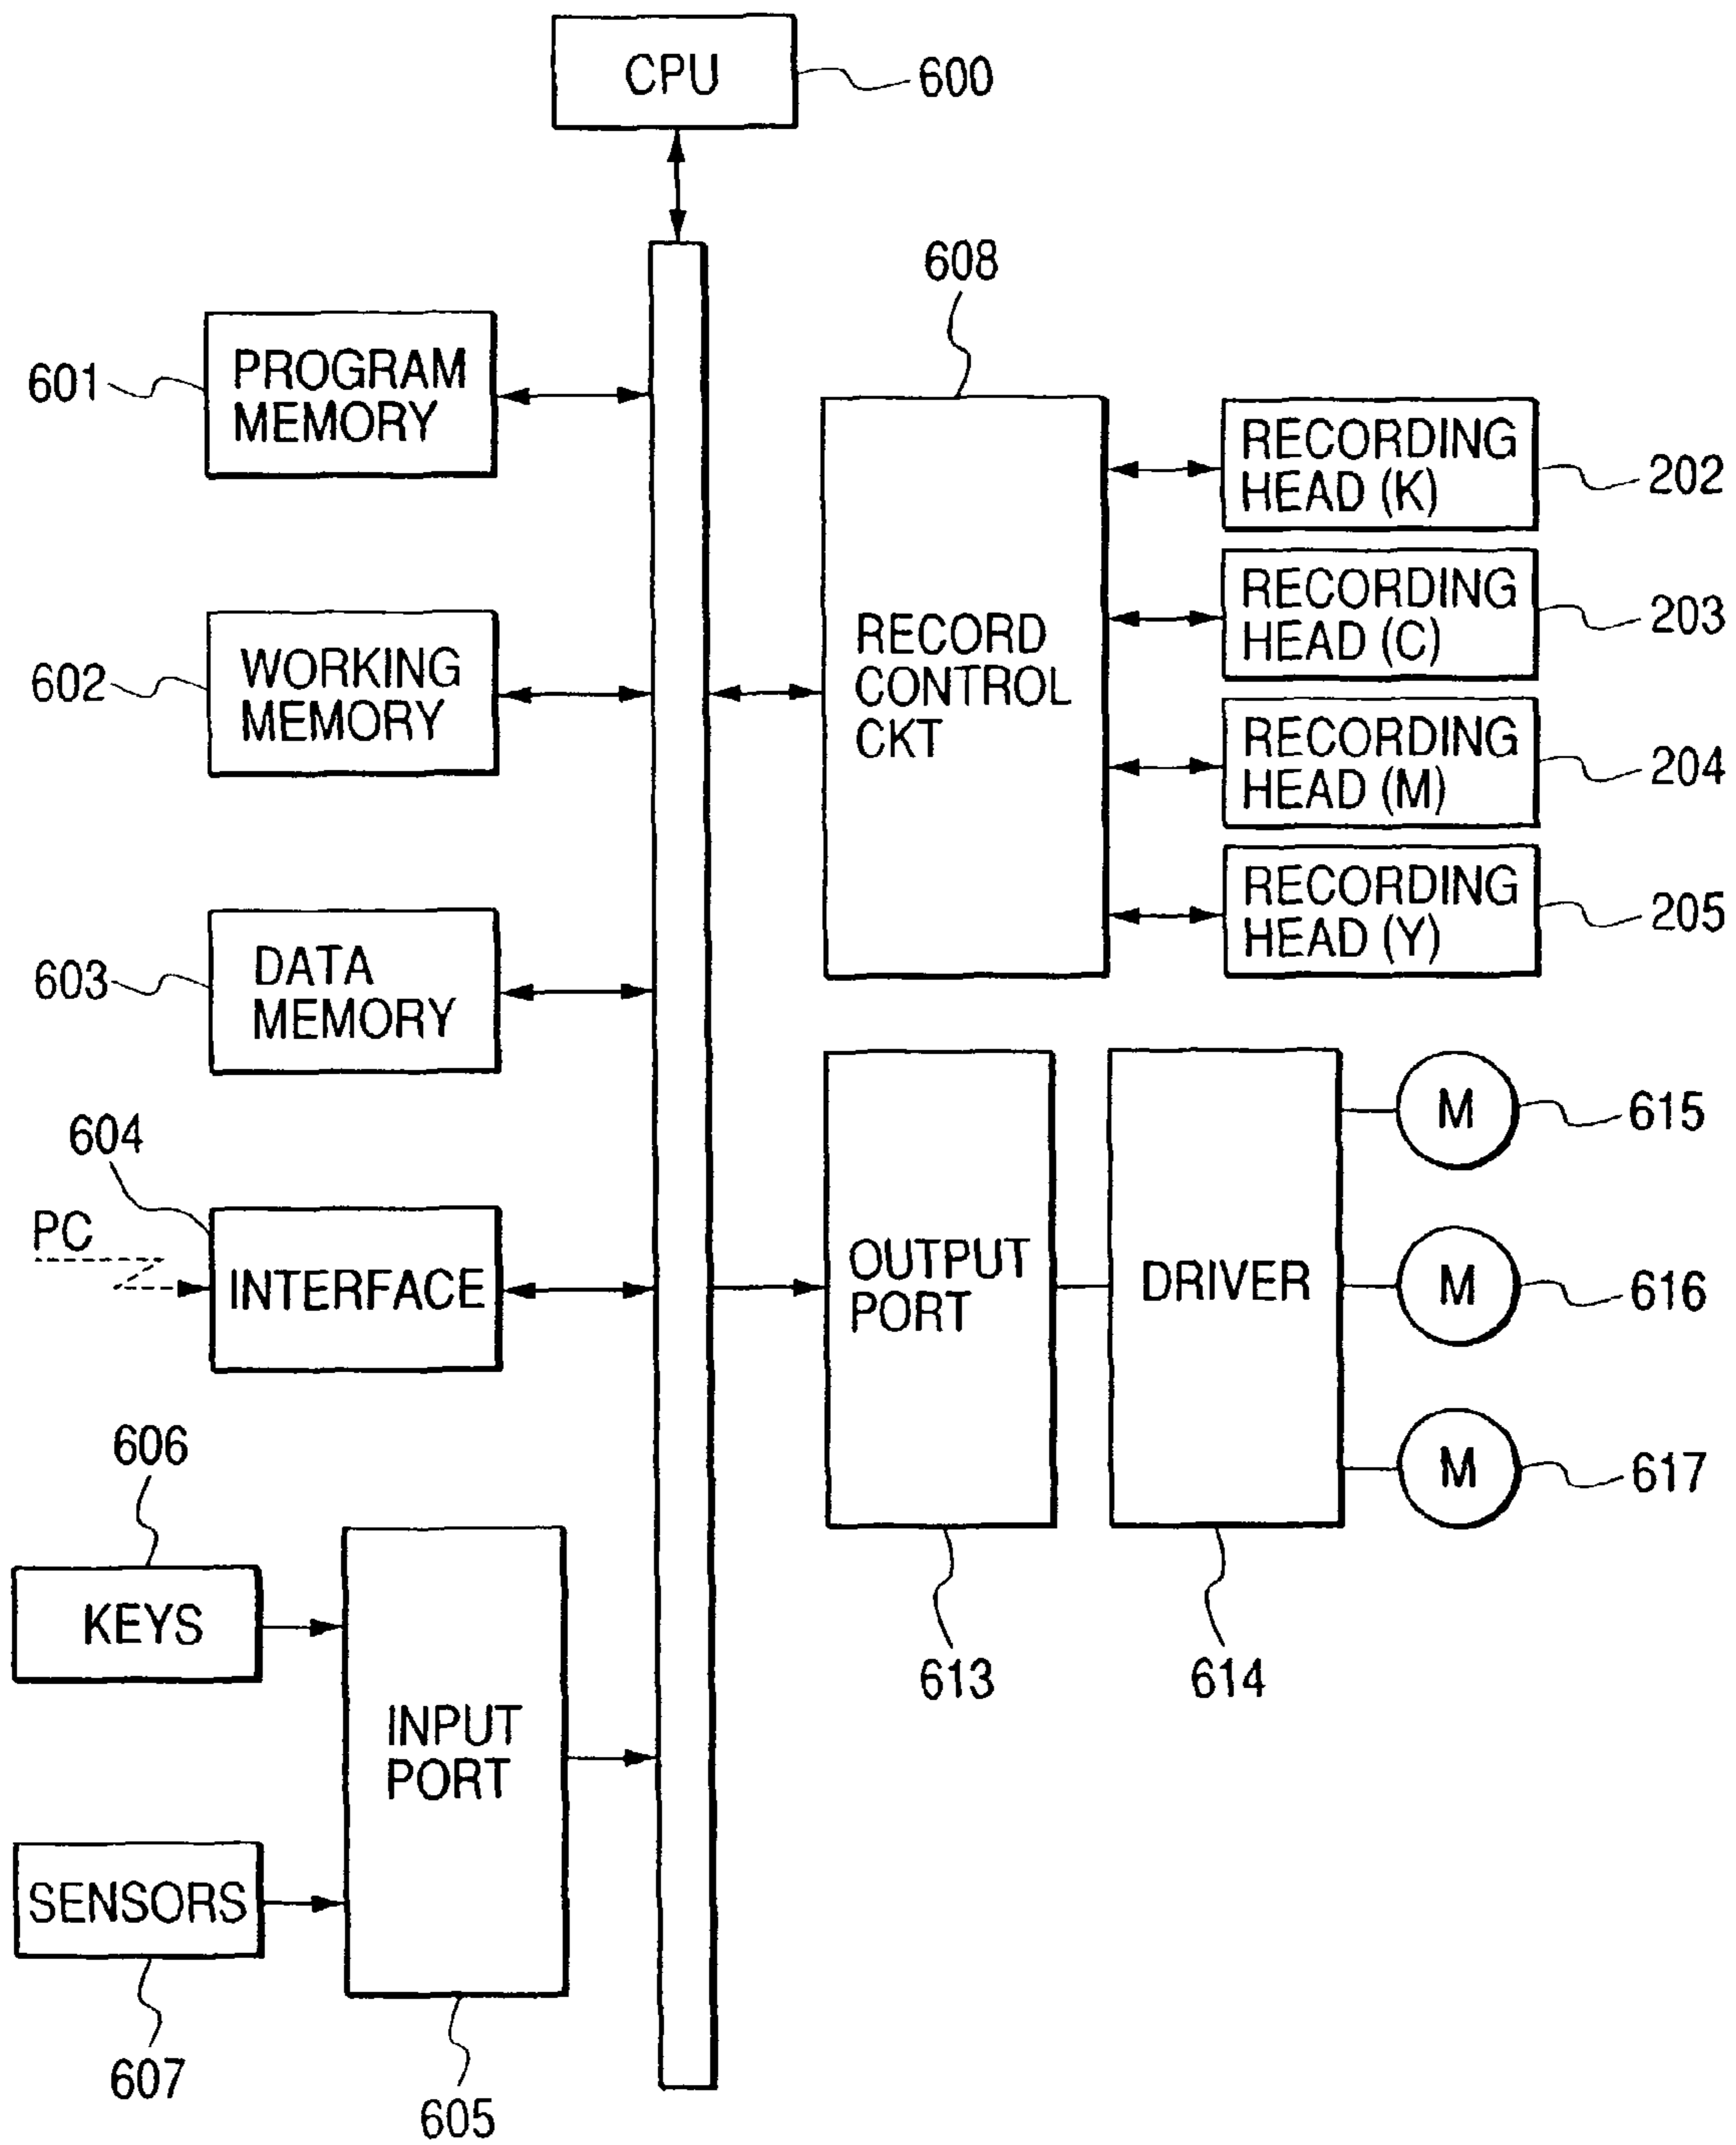 CPU
600
608
601
PROGRAM
MEMORY
RECORDING
HEAD (K)
202
RECORDING
HEAD (C)
203
602
WORKING
MEMORY
RECORD
CONTROL
CKT
RECORDING
HEAD (M)
204
RECORDING
HEAD (Y)
205
603
DATA
MEMORY
604
PC
INTERFACE
OUTPUT
PORT
DRIVER
M
615
M
616
M
617
606
KEYS
613
614
INPUT
PORT
SENSORS
607
605